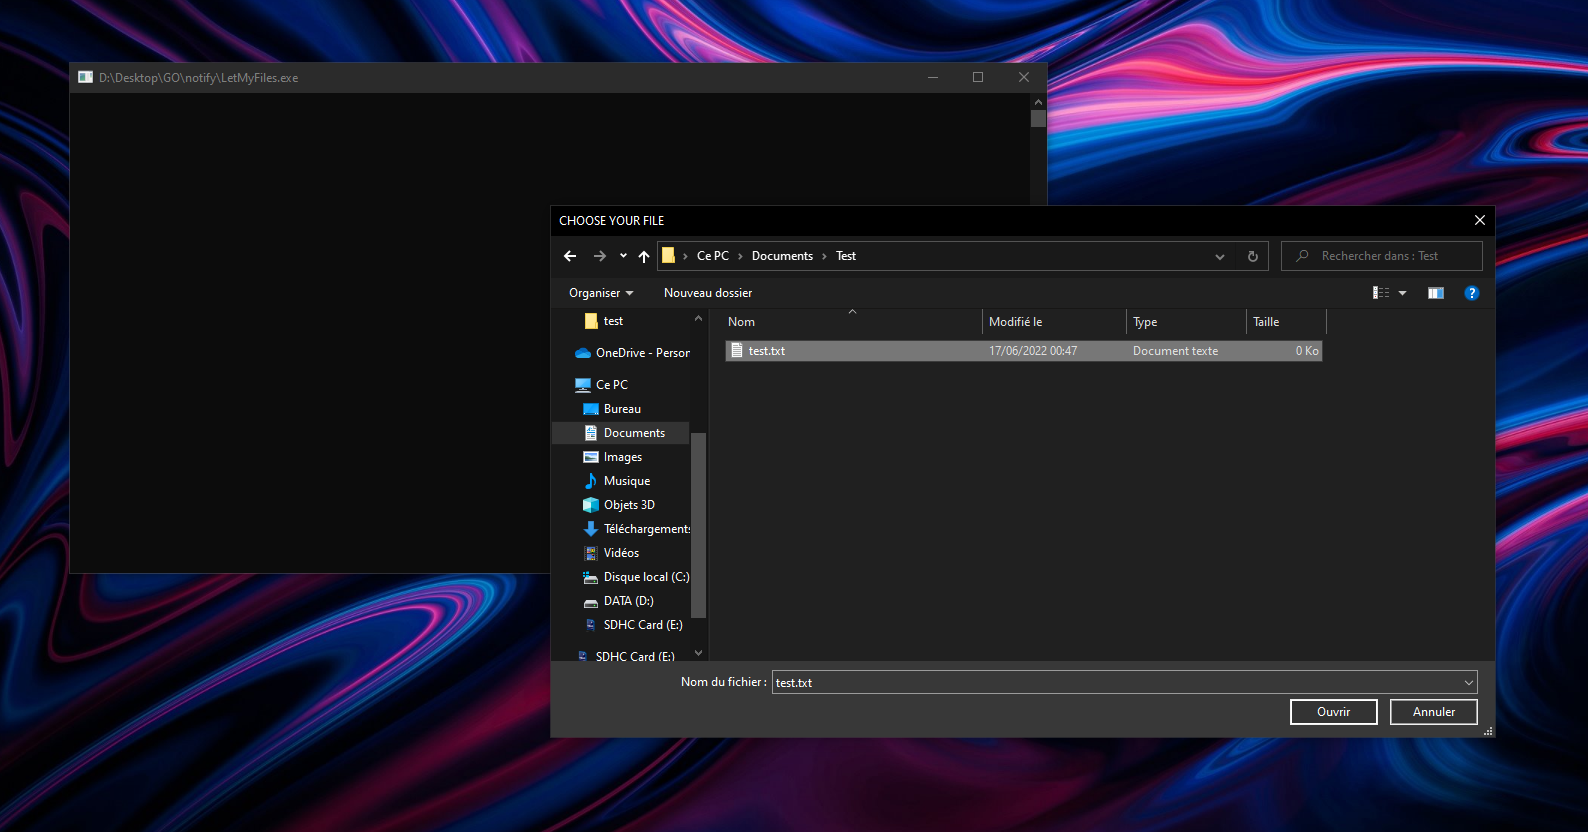 D:\Desktop\GO\notify\LetMyFiles.exe
CHOOSE YOUR FILE
Ce PC > Documents > Test
Rechercher dans : Test
Organiser
Nouveau dossier
?
test
OneDrive - Person
Ce PC
Bureau
Documents
Images
Musique
Objets 3D
Téléchargements
Vidéos
Disque local (C:)
DATA (D:)
SDHC Card (E:)
SDHC Card (E:)
Nom Modifié le Type Taille
test.txt 17/06/2022 00:47 Document texte 0 Ko
Nom du fichier : test.txt
Ouvrir Annuler